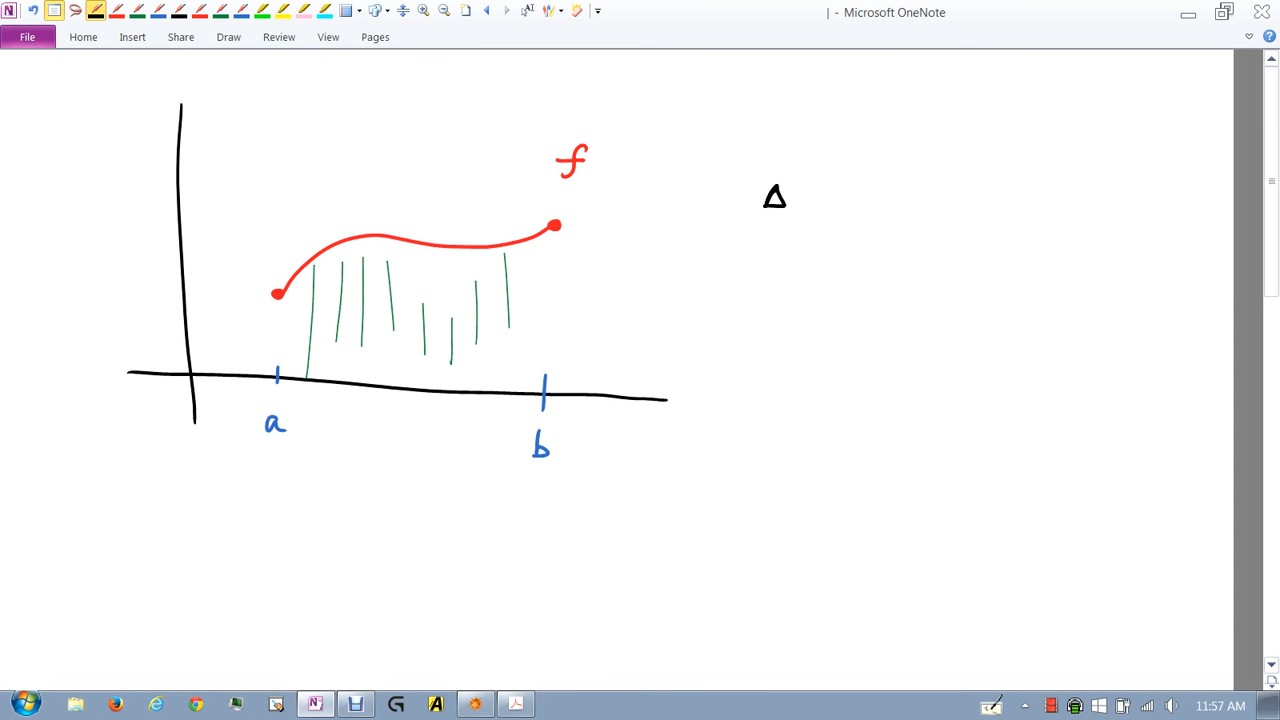 | - Microsoft OneNote
File Home Insert Share Draw Review View Pages
f
Δ
a
b
11:57 AM